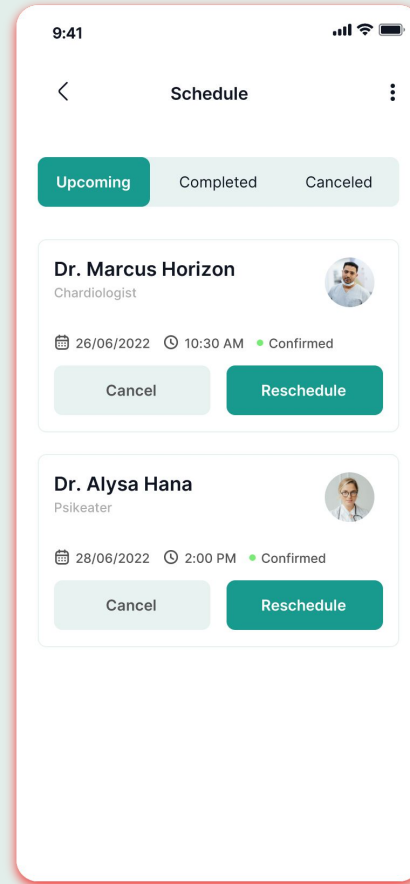 9:41
Schedule
Upcoming Completed Canceled
Dr. Marcus Horizon
Chardiologist
26/06/2022 10:30 AM Confirmed
Cancel Reschedule
Dr. Alysa Hana
Psikeater
28/06/2022 2:00 PM Confirmed
Cancel Reschedule